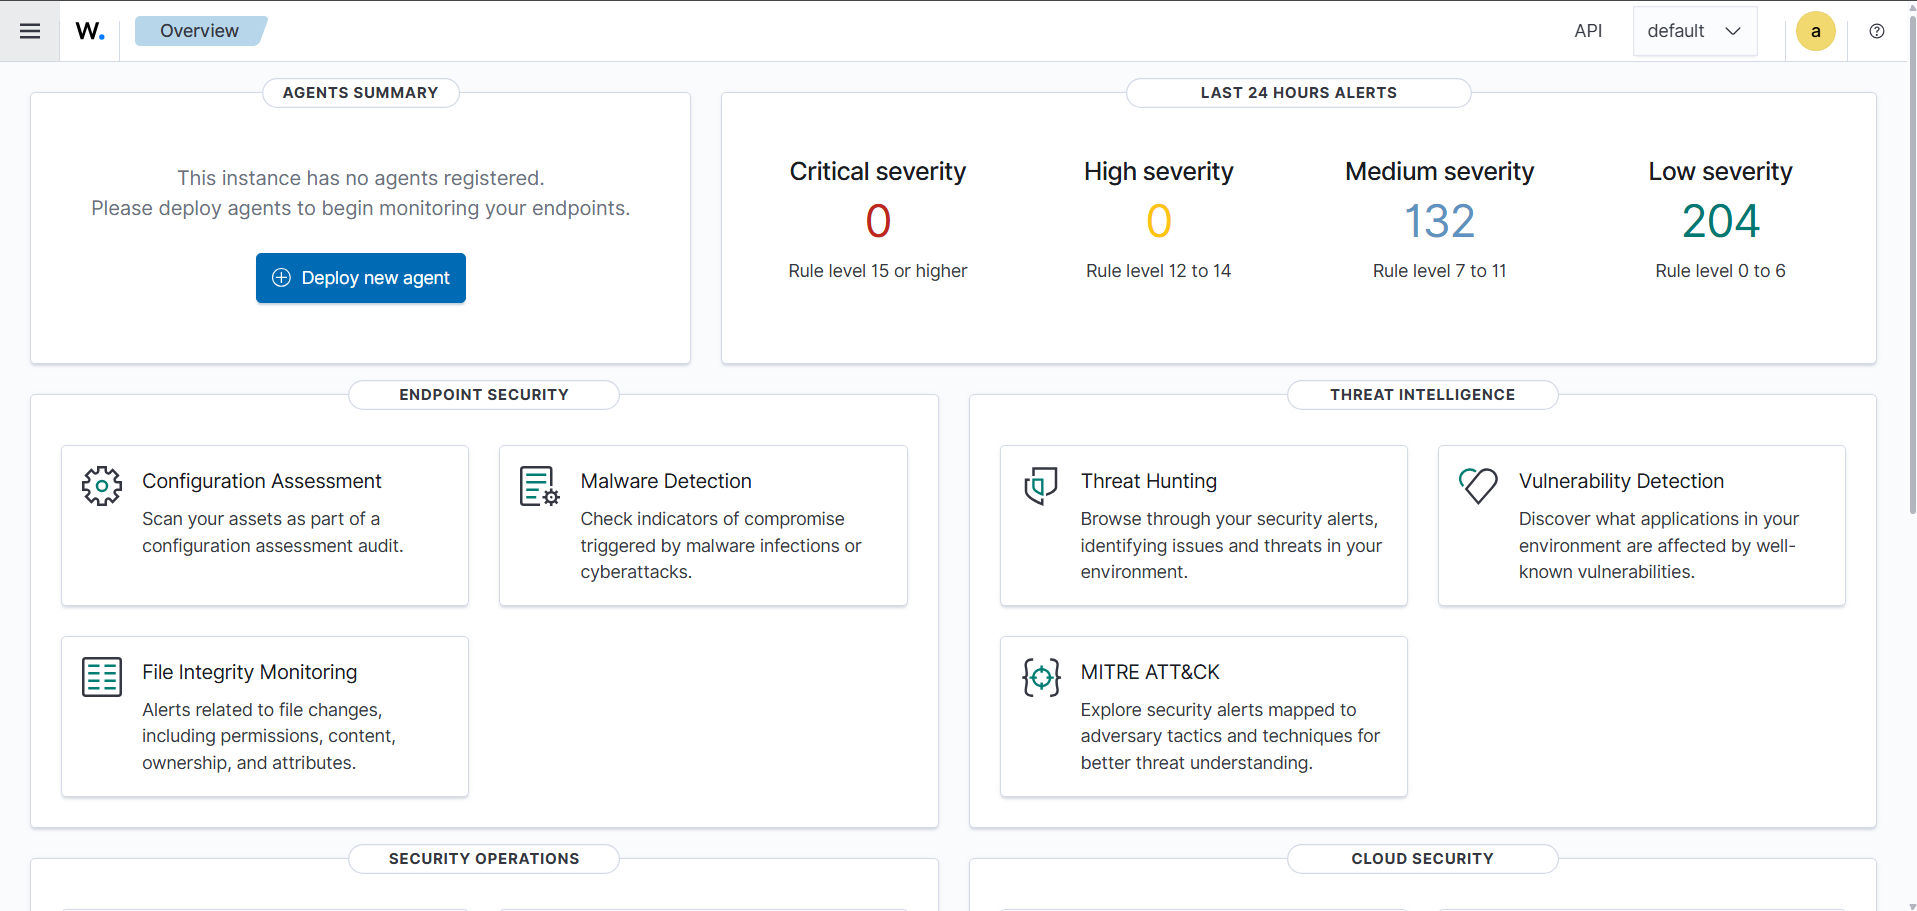 W.
Overview
API
default
a
AGENTS SUMMARY
This instance has no agents registered.
Please deploy agents to begin monitoring your endpoints.
Deploy new agent
LAST 24 HOURS ALERTS
Critical severity
0
Rule level 15 or higher
High severity
0
Rule level 12 to 14
Medium severity
132
Rule level 7 to 11
Low severity
204
Rule level 0 to 6
ENDPOINT SECURITY
Configuration Assessment
Scan your assets as part of a
configuration assessment audit.
Malware Detection
Check indicators of compromise
triggered by malware infections or
cyberattacks.
File Integrity Monitoring
Alerts related to file changes,
including permissions, content,
ownership, and attributes.
THREAT INTELLIGENCE
Threat Hunting
Browse through your security alerts,
identifying issues and threats in your
environment.
Vulnerability Detection
Discover what applications in your
environment are affected by well-
known vulnerabilities.
MITRE ATT&CK
Explore security alerts mapped to
adversary tactics and techniques for
better threat understanding.
SECURITY OPERATIONS
CLOUD SECURITY